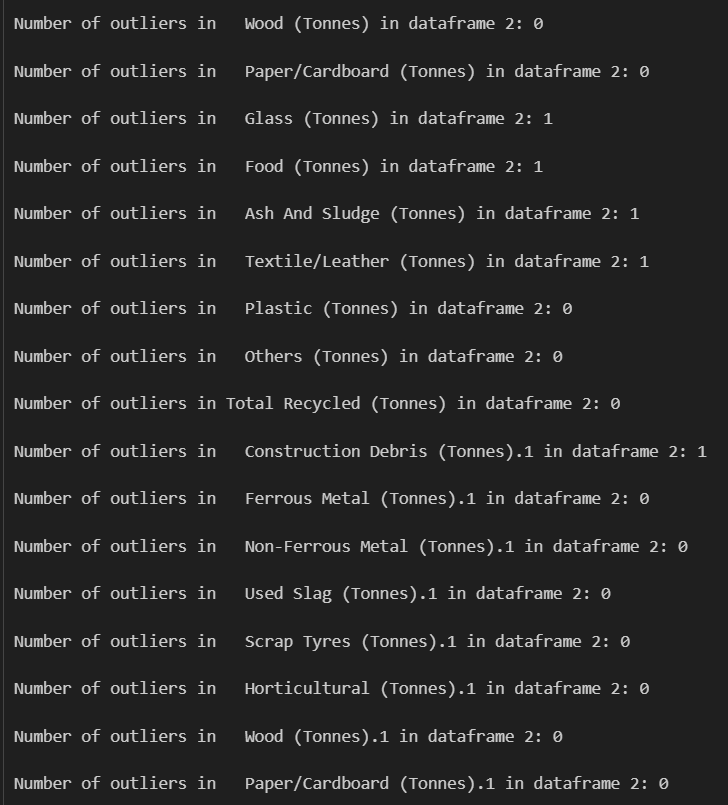 Number of outliers in   Wood (Tonnes) in dataframe 2: 0
Number of outliers in   Paper/Cardboard (Tonnes) in dataframe 2: 0
Number of outliers in   Glass (Tonnes) in dataframe 2: 1
Number of outliers in   Food (Tonnes) in dataframe 2: 1
Number of outliers in   Ash And Sludge (Tonnes) in dataframe 2: 1
Number of outliers in   Textile/Leather (Tonnes) in dataframe 2: 1
Number of outliers in   Plastic (Tonnes) in dataframe 2: 0
Number of outliers in   Others (Tonnes) in dataframe 2: 0
Number of outliers in Total Recycled (Tonnes) in dataframe 2: 0
Number of outliers in   Construction Debris (Tonnes).1 in dataframe 2: 1
Number of outliers in   Ferrous Metal (Tonnes).1 in dataframe 2: 0
Number of outliers in   Non-Ferrous Metal (Tonnes).1 in dataframe 2: 0
Number of outliers in   Used Slag (Tonnes).1 in dataframe 2: 0
Number of outliers in   Scrap Tyres (Tonnes).1 in dataframe 2: 0
Number of outliers in   Horticultural (Tonnes).1 in dataframe 2: 0
Number of outliers in   Wood (Tonnes).1 in dataframe 2: 0
Number of outliers in   Paper/Cardboard (Tonnes).1 in dataframe 2: 0